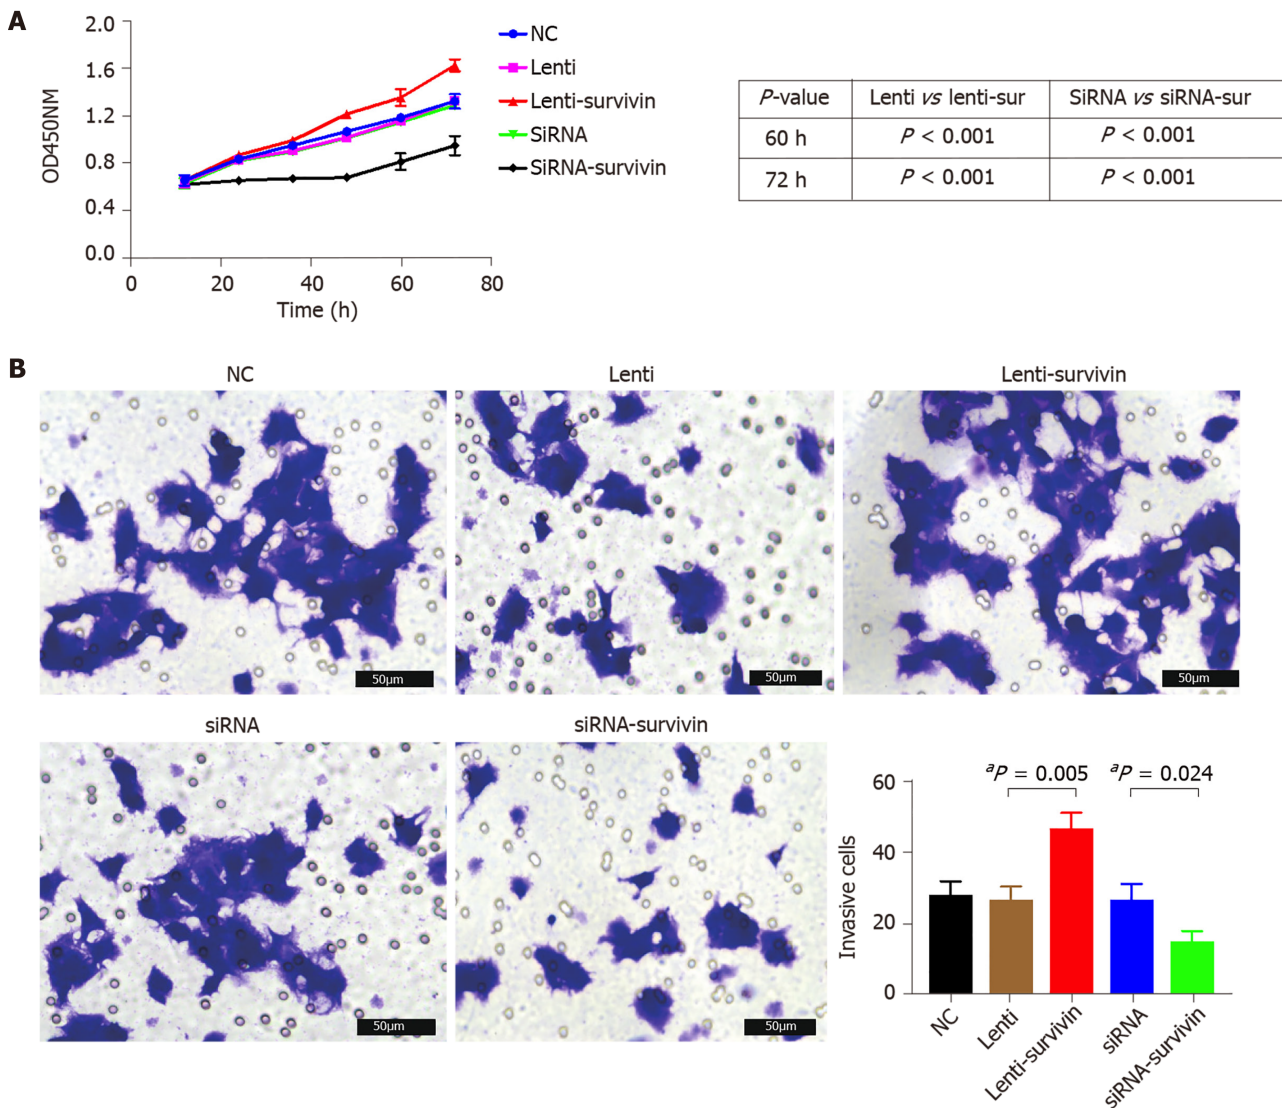 A
2.0
1.6
1.2
0.8
0.4
0.0
OD450NM
0 20 40 60 80
Time (h)
NC
Lenti
Lenti-survivin
SiRNA
SiRNA-survivin
P-value Lenti vs lenti-sur SiRNA vs siRNA-sur
60 h P < 0.001 P < 0.001
72 h P < 0.001 P < 0.001
B
NC Lenti Lenti-survivin
50μm 50μm 50μm
siRNA siRNA-survivin
50μm 50μm
aP = 0.005 aP = 0.024
60
40
20
0
Invasive cells
NC Lenti Lenti-survivin siRNA siRNA-survivin